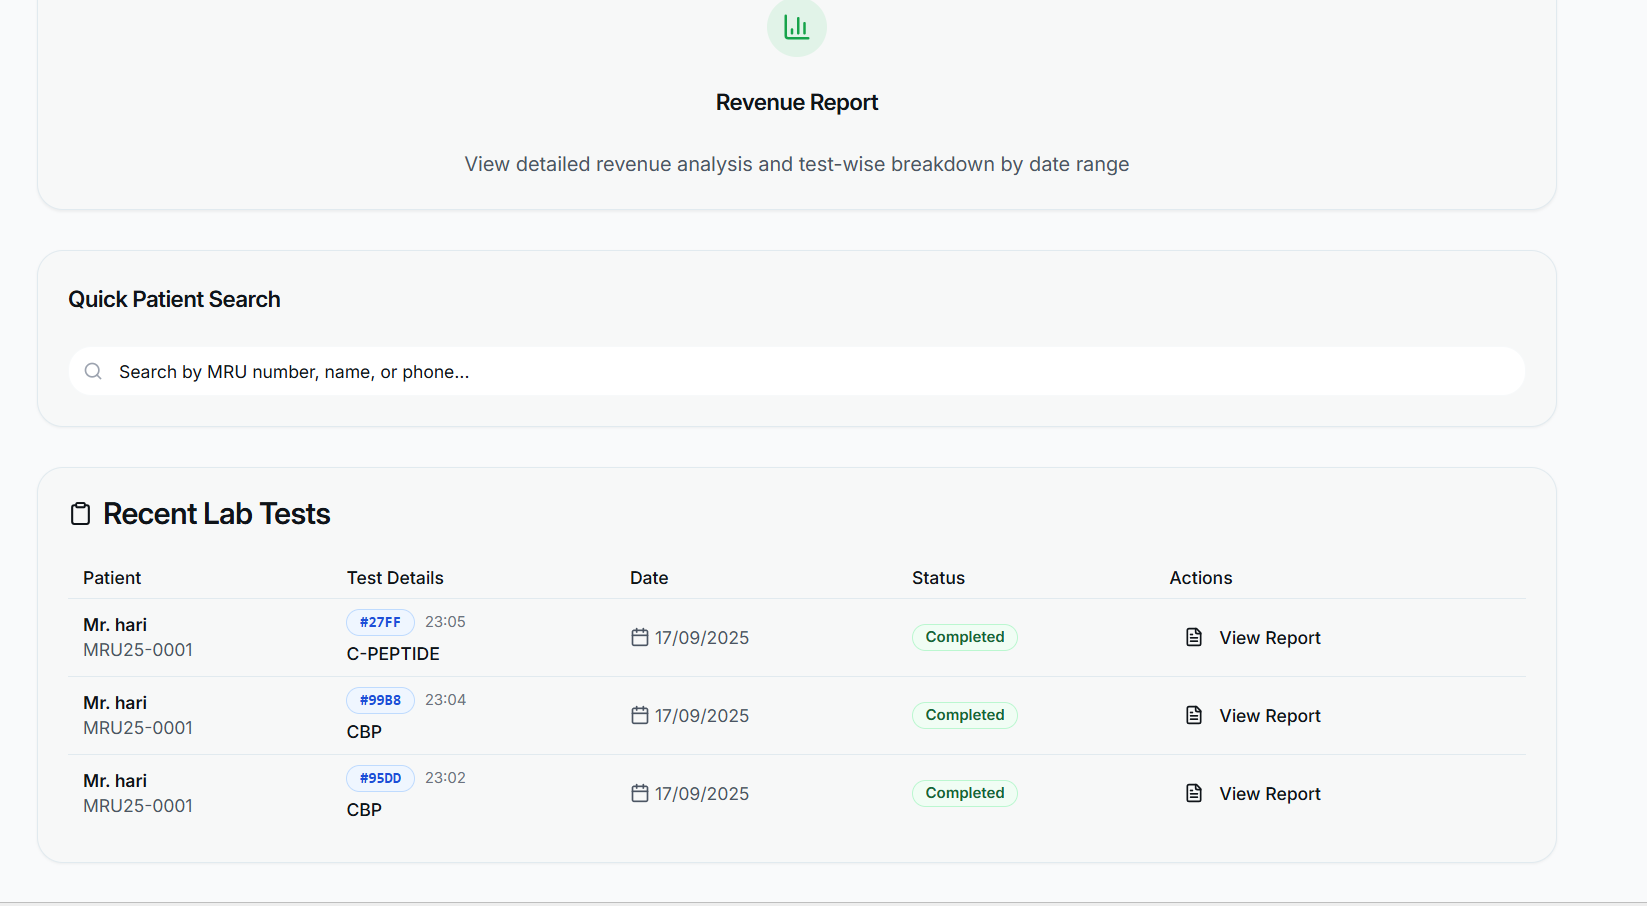 Revenue Report
View detailed revenue analysis and test-wise breakdown by date range
Quick Patient Search
Search by MRU number, name, or phone...
Recent Lab Tests
Patient Test Details Date Status Actions
Mr. hari
MRU25-0001
#27FF 23:05
C-PEPTIDE
17/09/2025
Completed
View Report
Mr. hari
MRU25-0001
#99B8 23:04
CBP
17/09/2025
Completed
View Report
Mr. hari
MRU25-0001
#95DD 23:02
CBP
17/09/2025
Completed
View Report